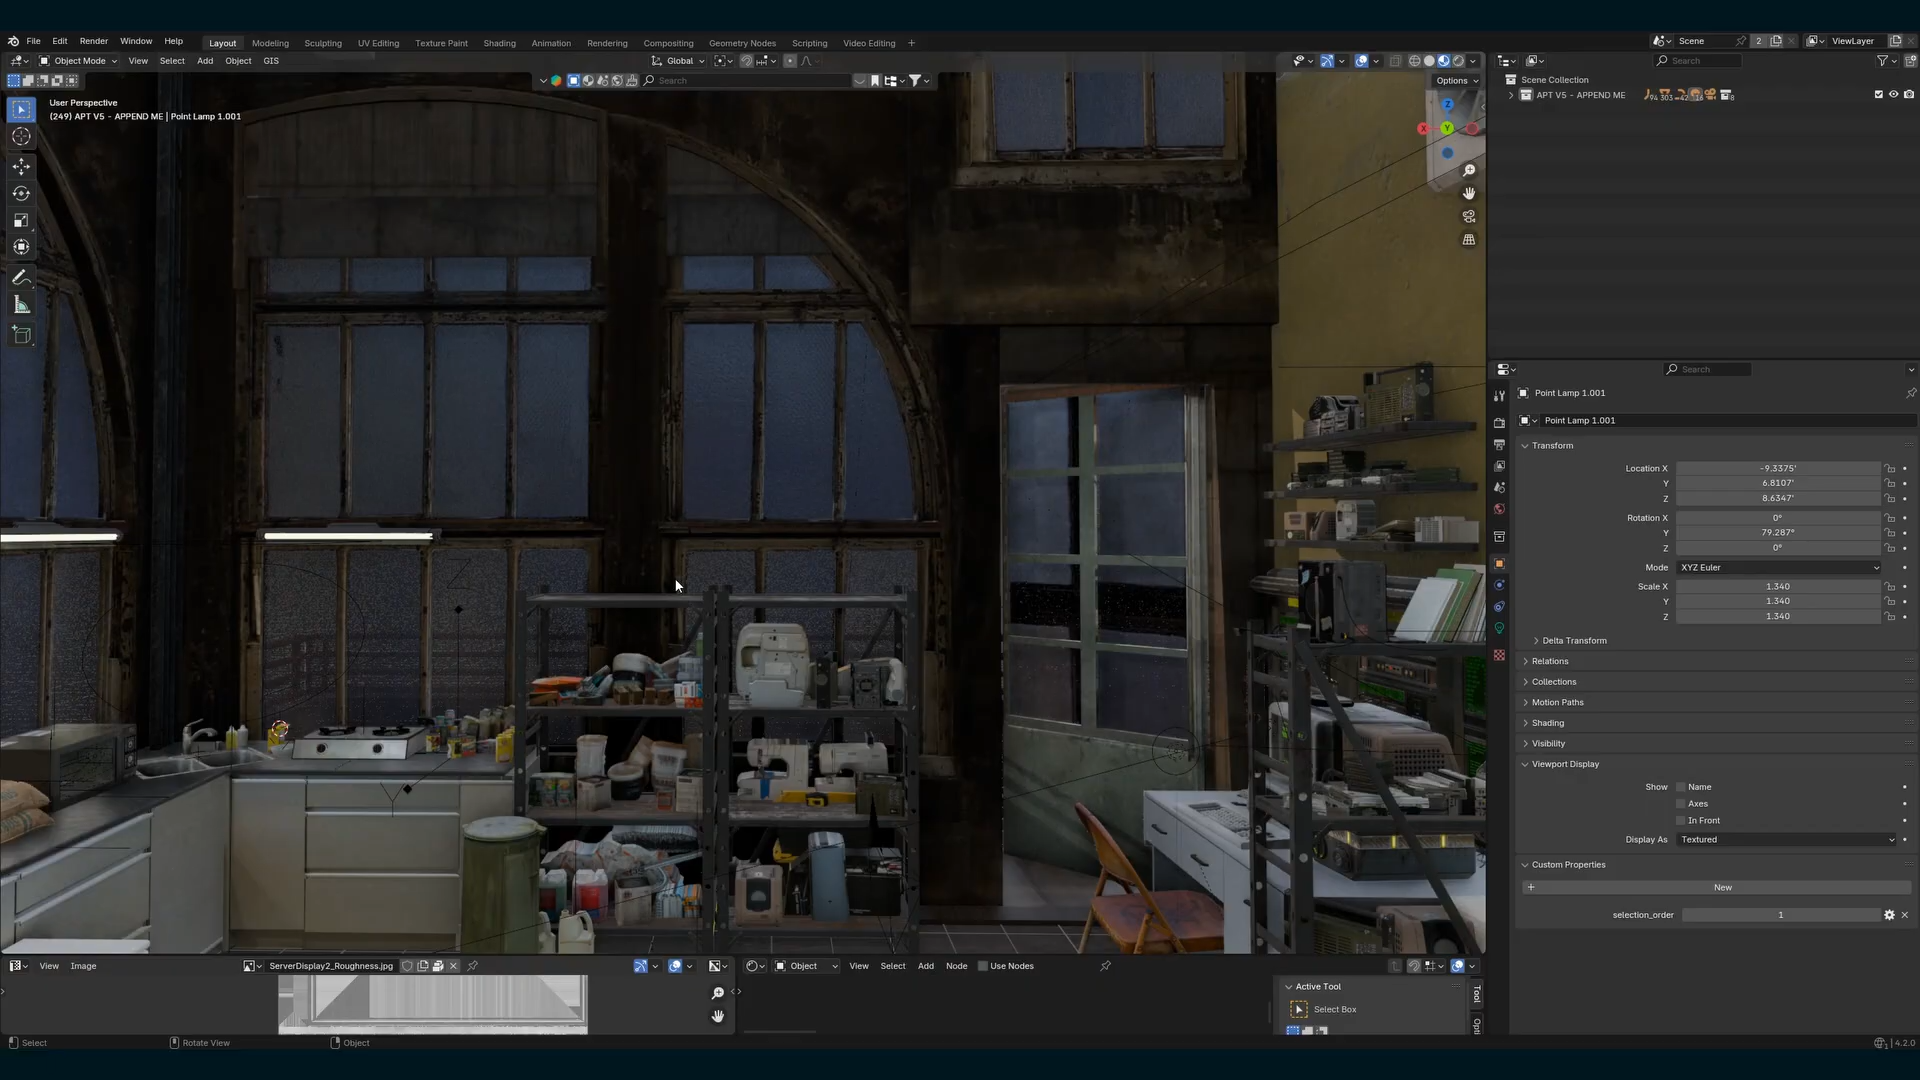 File Edit Render Window Help
Layout Modeling Sculpting UV Editing Texture Paint Shading Animation Rendering Compositing Geometry Nodes Scripting Video Editing +
Scene 2 ViewLayer
Object Mode View Select Add Object GIS
Global
Search
Search
Options
User Perspective
(249) APT V5 - APPEND ME | Point Lamp 1.001
Z
X
Y
Scene Collection
APT V5 - APPEND ME
Search
Point Lamp 1.001
Point Lamp 1.001
Transform
Location X -9.3375'
Y 6.8107'
Z 8.6347'
Rotation X 0°
Y 79.287°
Z 0°
Mode XYZ Euler
Scale X 1.340
Y 1.340
Z 1.340
Delta Transform
Relations
Collections
Motion Paths
Shading
Visibility
Viewport Display
Show Name
Axes
In Front
Display As Textured
Custom Properties
+ New
selection_order 1
View Image ServerDisplay2_Roughness.jpg
Object View Select Add Node Use Nodes
Active Tool
Select Box
Tool
Select Rotate View Object
4.2.0